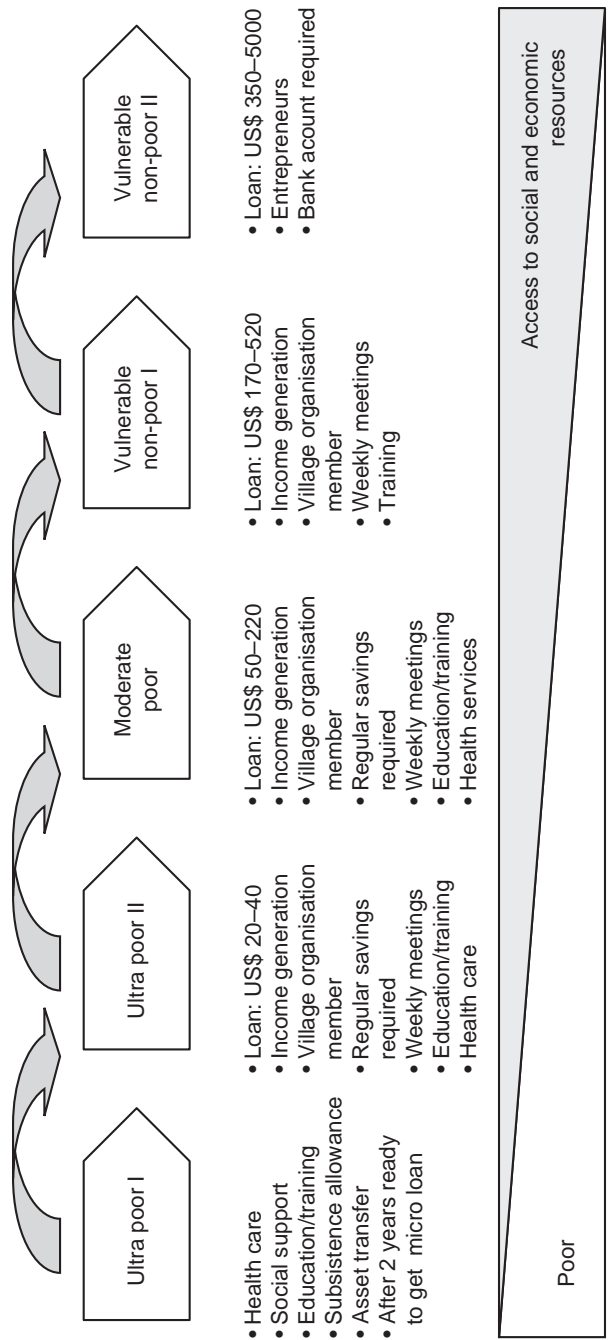 Ultra poor I
• Health care
• Social support
• Education/training
• Subsistence allowance
• Asset transfer
• After 2 years ready
to get micro loan
Ultra poor II
• Loan: US$ 20–40
• Income generation
• Village organisation
member
• Regular savings
required
• Weekly meetings
• Education/training
• Health care
Moderate
poor
• Loan: US$ 50–220
• Income generation
• Village organisation
member
• Regular savings
required
• Weekly meetings
• Education/training
• Health services
Vulnerable
non-poor I
• Loan: US$ 170–520
• Income generation
• Village organisation
member
• Weekly meetings
• Training
Vulnerable
non-poor II
• Loan: US$ 350–5000
• Entrepreneurs
• Bank acount required
Poor
Access to social and economic
resources